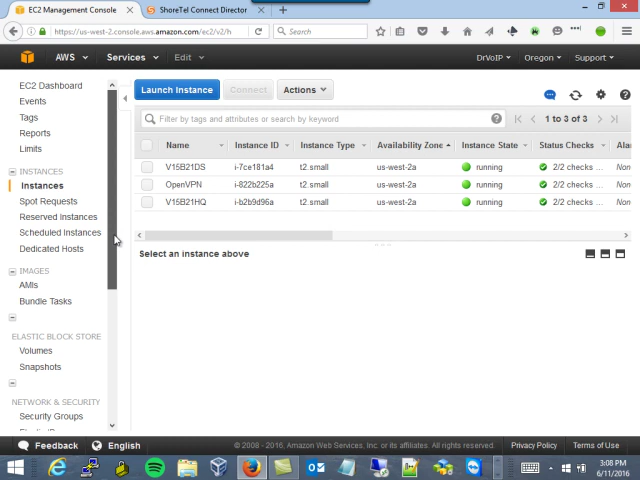 EC2 Management Console
ShoreTel Connect Director
https://us-west-2.console.aws.amazon.com/ec2/v2/h
Search
AWS
Services
Edit
DrVoIP
Oregon
Support
EC2 Dashboard
Events
Tags
Reports
Limits
INSTANCES
Instances
Spot Requests
Reserved Instances
Scheduled Instances
Dedicated Hosts
IMAGES
AMIs
Bundle Tasks
ELASTIC BLOCK STORE
Volumes
Snapshots
NETWORK & SECURITY
Security Groups
Launch Instance
Connect
Actions
Filter by tags and attributes or search by keyword
1 to 3 of 3
Name Instance ID Instance Type Availability Zone Instance State Status Checks Alar
V15B21DS i-7ce181a4 t2.small us-west-2a running 2/2 checks ... Non
OpenVPN i-822b225a t2.small us-west-2a running 2/2 checks ... Non
V15B21HQ i-b2b9d96a t2.small us-west-2a running 2/2 checks ... Non
Select an instance above
Feedback
English
© 2008 - 2016, Amazon Web Services, Inc. or its affiliates. All rights reserved.
Privacy Policy
Terms of Use
3:08 PM
6/11/2016